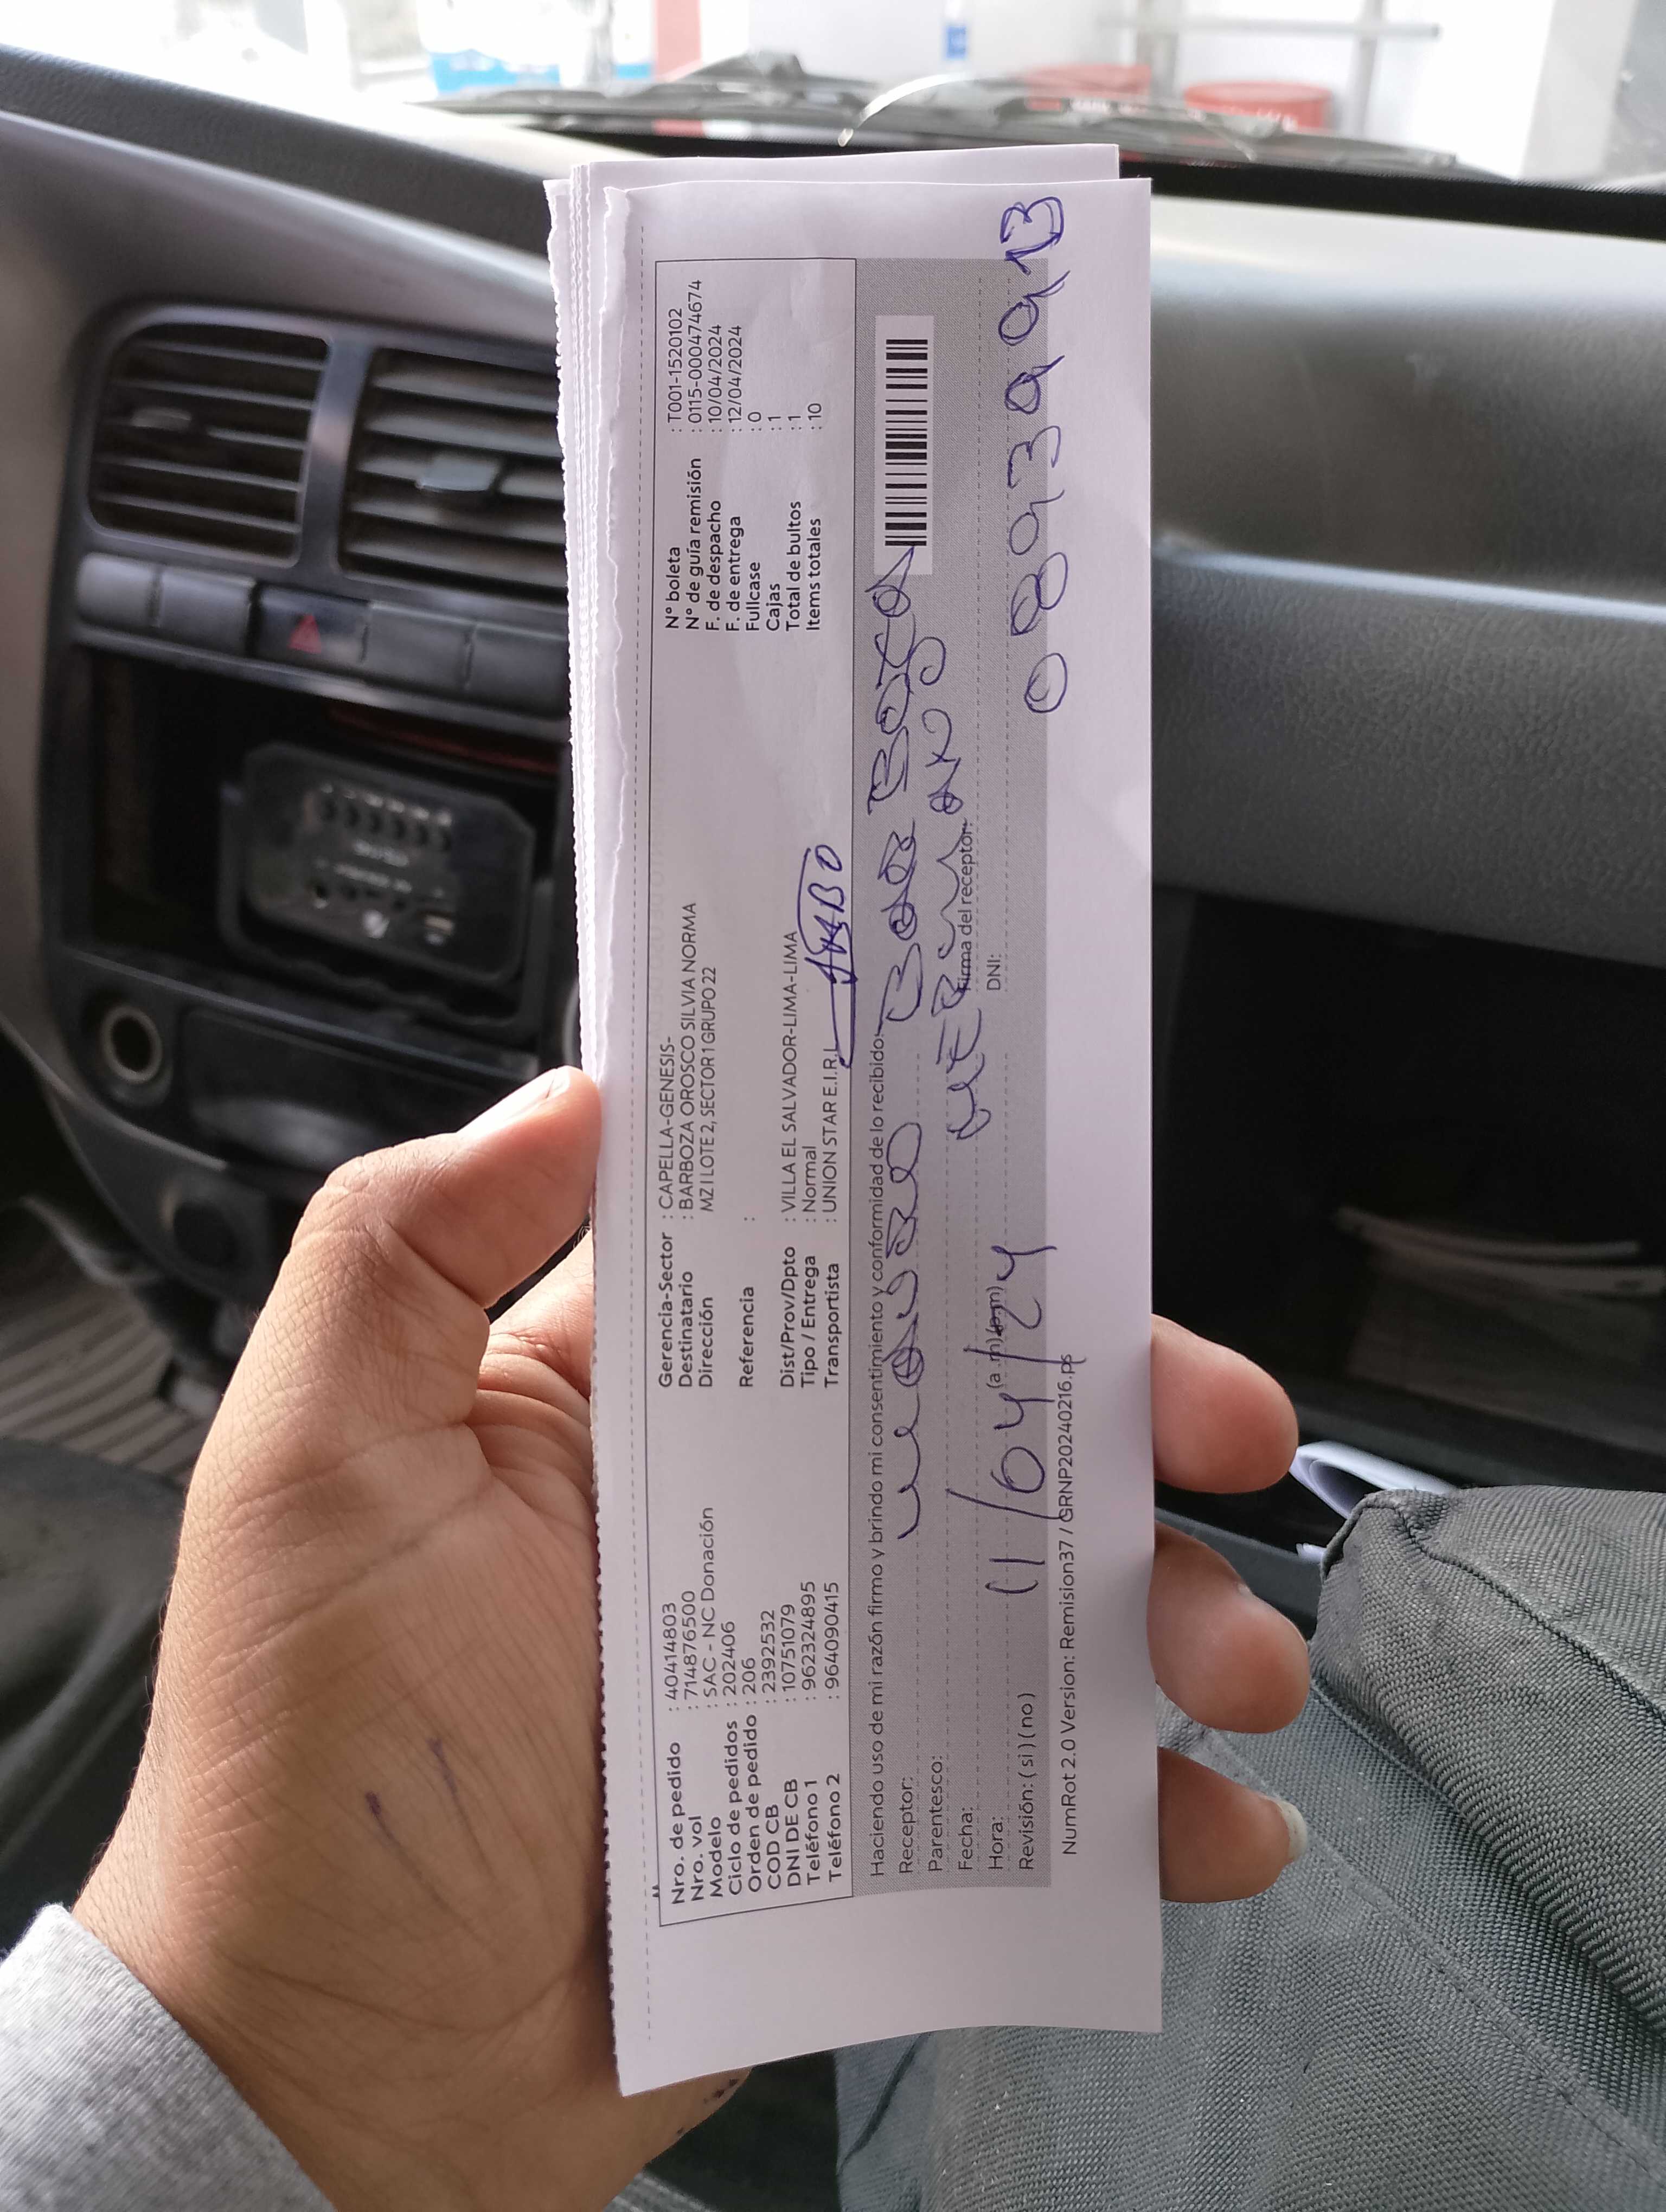 Nro. de pedido : 40414803
Nro. vol : 714876500
Modelo : SAC - NC Donación
Ciclo de pedidos : 202406
Orden de pedido : 206
COD CB : 2392532
DNI DE CB : 10751079
Teléfono 1 : 962324895
Teléfono 2 : 964090415
Gerencia-Sector : CAPELLA-GENESIS-
Destinatario : BARBOZA OROSCO SILVIA NORMA
Dirección MZ I LOTE 2, SECTOR 1 GRUPO 22
Referencia :
Dist/Prov/Dpto : VILLA EL SALVADOR-LIMA-LIMA
Tipo / Entrega : Normal
Transportista : UNION STAR E.I.R.L
N° boleta : T001-1520102
N° de guía remisión : 0115-000474674
F. de despacho : 10/04/2024
F. de entrega : 12/04/2024
Fullcase : 0
Cajas : 1
Total de bultos : 1
Items totales : 10
Haciendo uso de mi razón firmo y brindo mi consentimiento y conformidad de lo recibido:
Receptor:
Parentesco:
Fecha: 11/04/24
Hora: (a.m) (p.m)
Revisión: ( si ) ( no )
Firma del receptor:
DNI: 08939913
NumRot 2.0 Version: Remision37 / GRNP20240216.ps